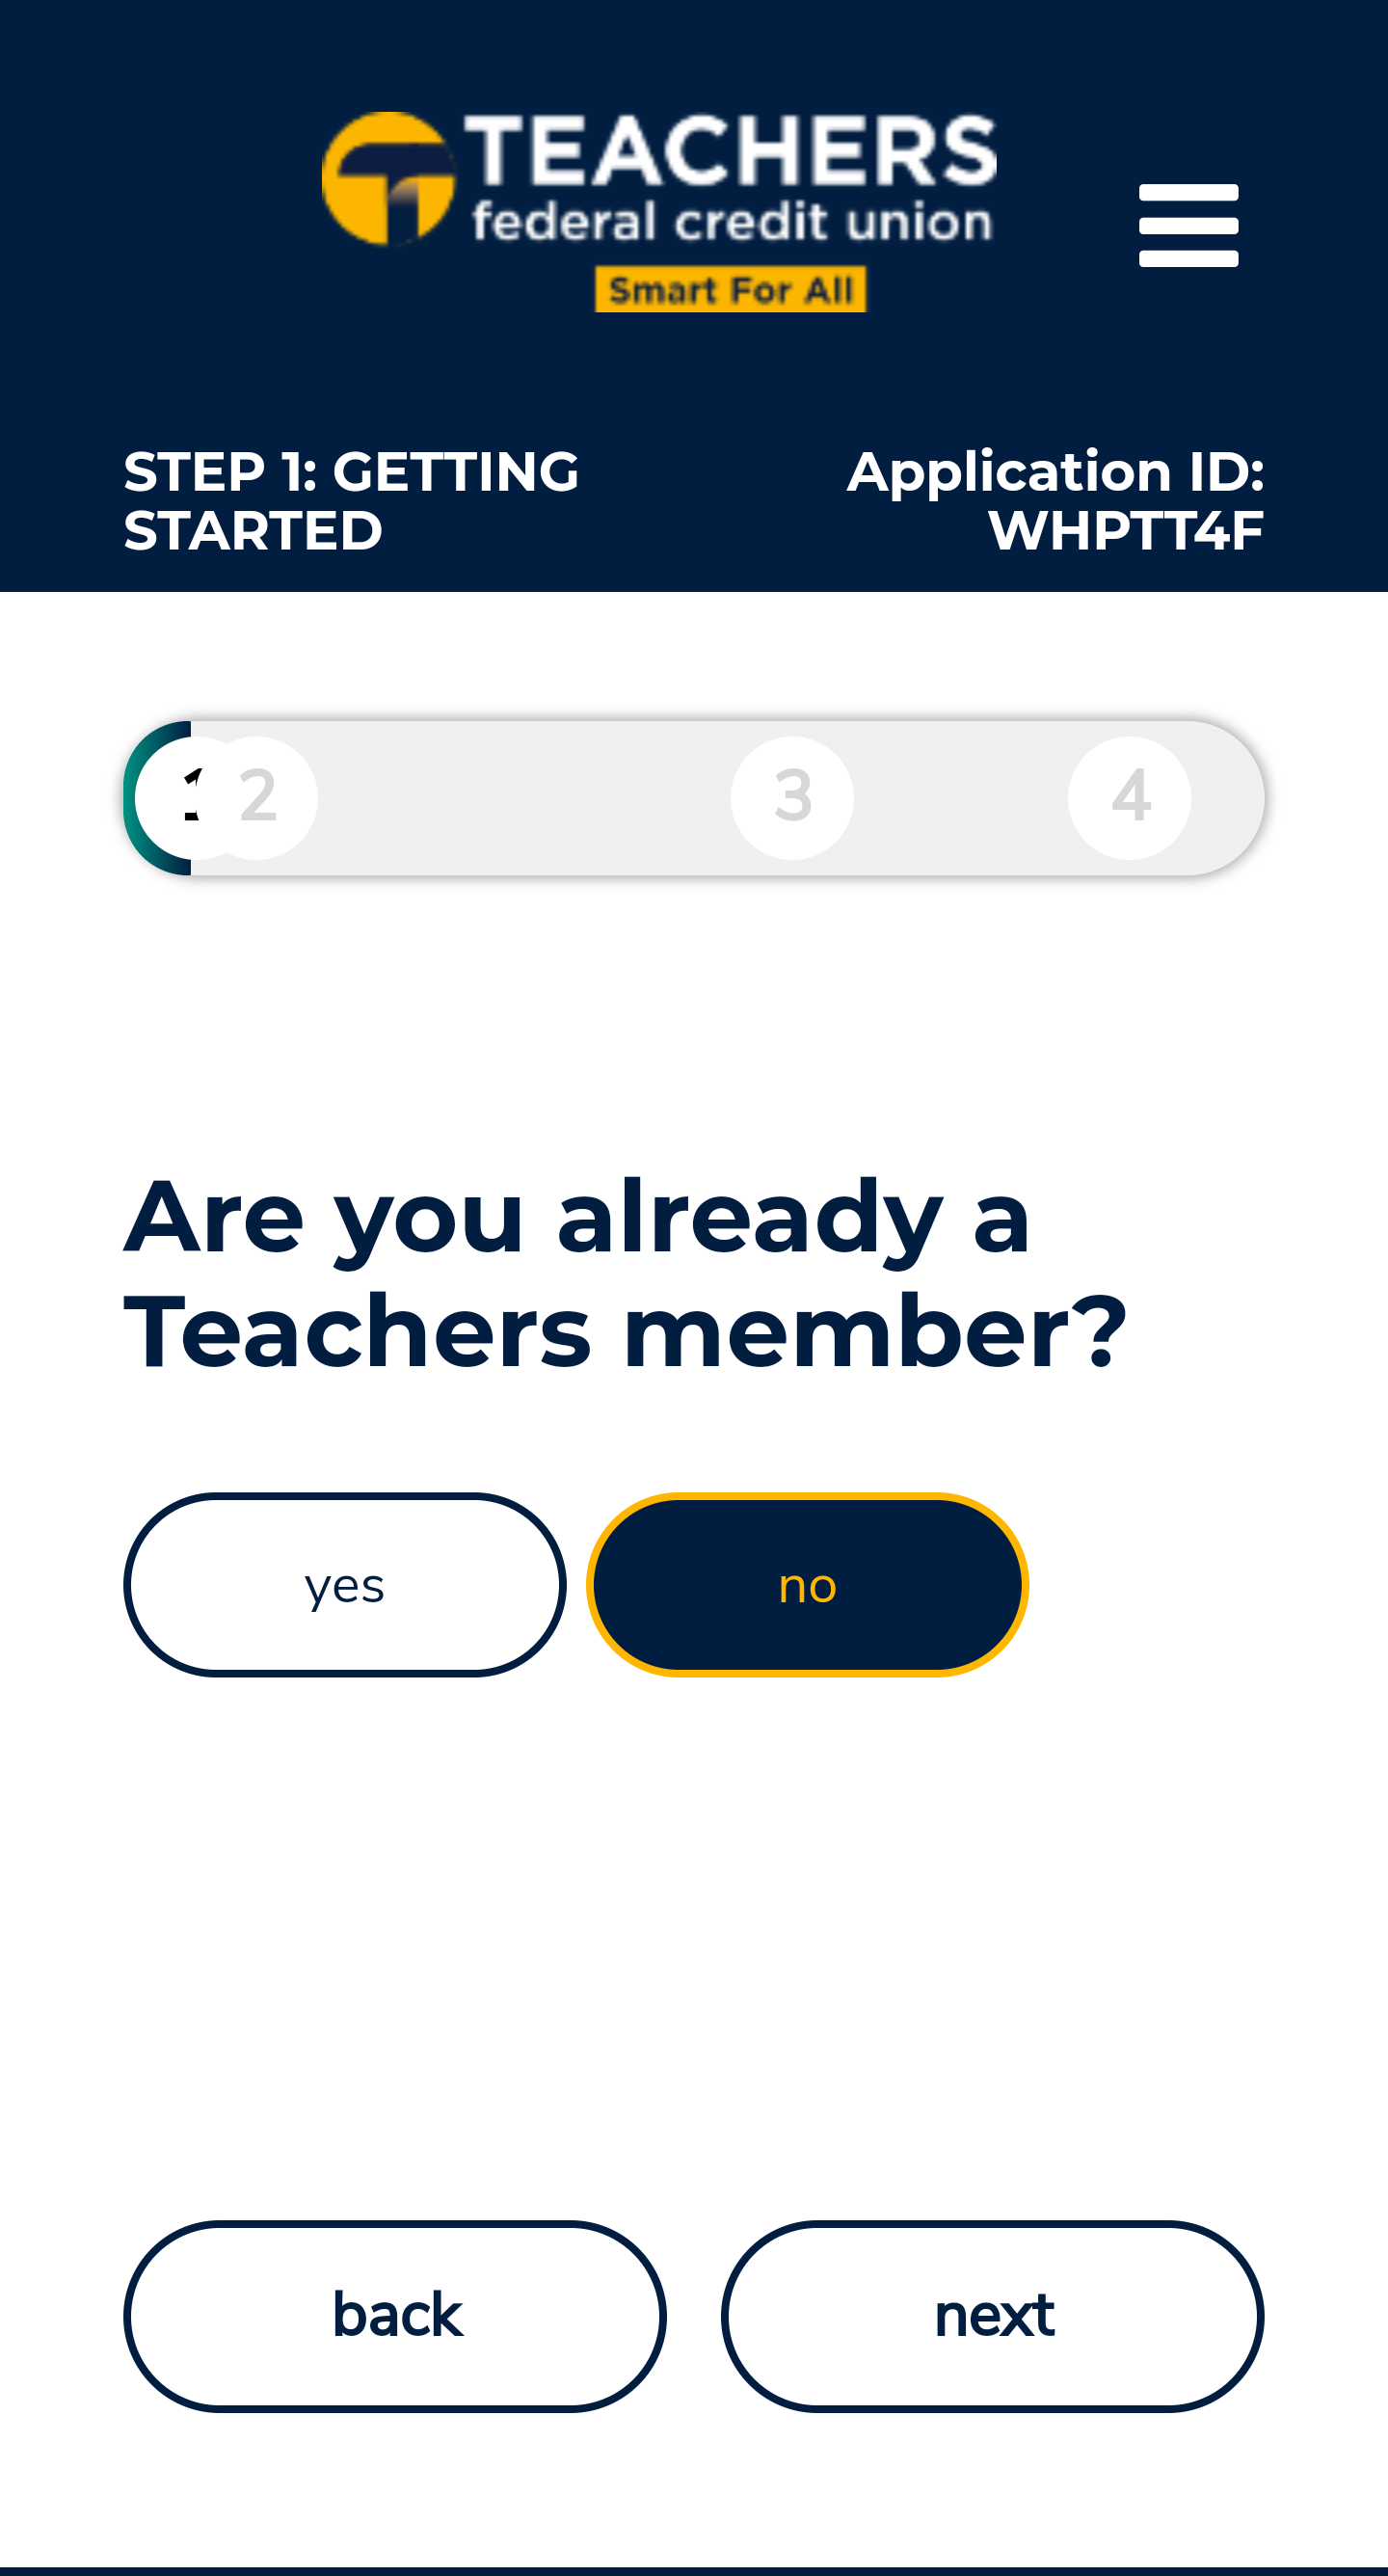 TEACHERS
federal credit union
Smart For All
STEP 1: GETTING STARTED
Application ID: WHPTT4F
1
2
3
4
Are you already a
Teachers member?
yes
no
back
next